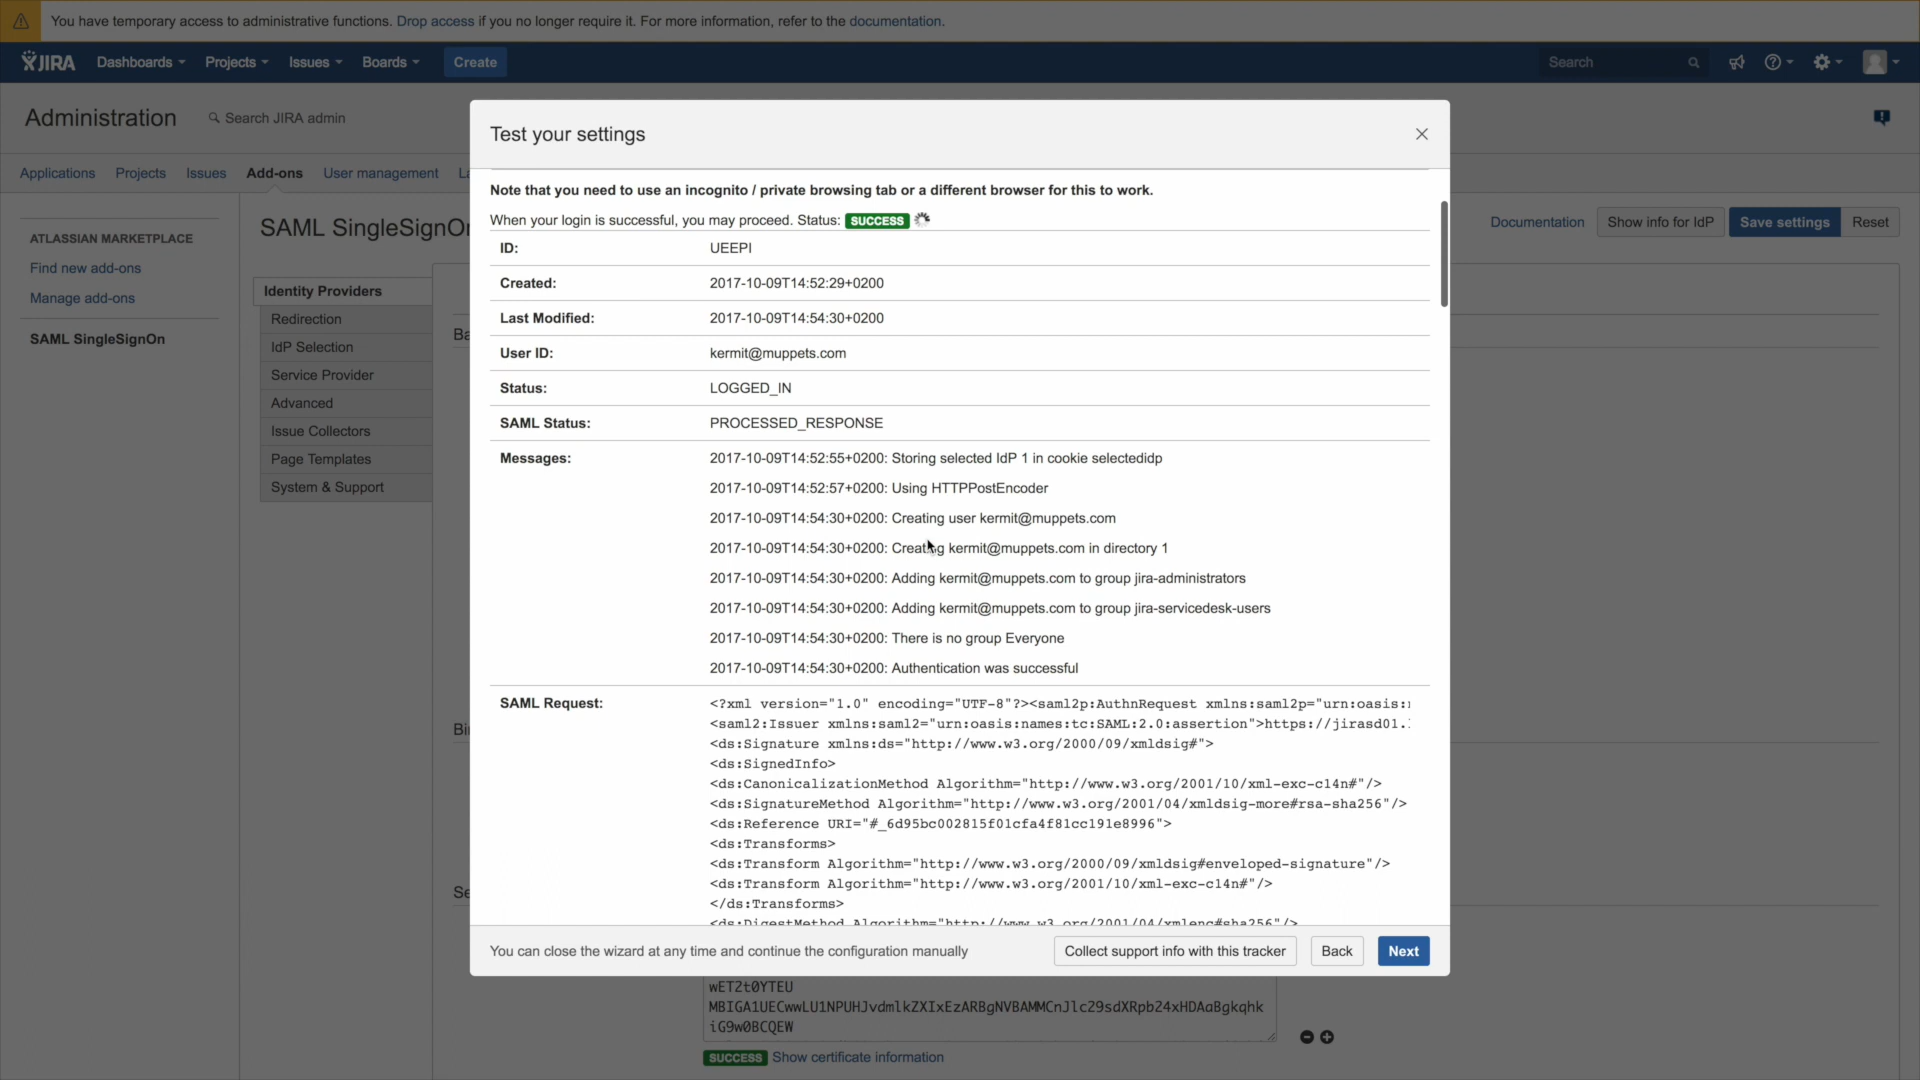 You have temporary access to administrative functions. Drop access if you no longer require it. For more information, refer to the documentation.
JIRA Dashboards Projects Issues Boards Create Search
Administration Search JIRA admin
Test your settings
Applications Projects Issues Add-ons User management
Note that you need to use an incognito / private browsing tab or a different browser for this to work.
When your login is successful, you may proceed. Status: SUCCESS
SAML SingleSignOn
Documentation Show info for IdP Save settings Reset
ATLASSIAN MARKETPLACE
Find new add-ons
Manage add-ons
SAML SingleSignOn
Identity Providers
Redirection
IdP Selection
Service Provider
Advanced
Issue Collectors
Page Templates
System & Support
ID: UEEPI
Created: 2017-10-09T14:52:29+0200
Last Modified: 2017-10-09T14:54:30+0200
User ID: kermit@muppets.com
Status: LOGGED_IN
SAML Status: PROCESSED_RESPONSE
Messages: 2017-10-09T14:52:55+0200: Storing selected IdP 1 in cookie selectedidp
2017-10-09T14:52:57+0200: Using HTTPPostEncoder
2017-10-09T14:54:30+0200: Creating user kermit@muppets.com
2017-10-09T14:54:30+0200: Creating kermit@muppets.com in directory 1
2017-10-09T14:54:30+0200: Adding kermit@muppets.com to group jira-administrators
2017-10-09T14:54:30+0200: Adding kermit@muppets.com to group jira-servicedesk-users
2017-10-09T14:54:30+0200: There is no group Everyone
2017-10-09T14:54:30+0200: Authentication was successful
SAML Request: <?xml version="1.0" encoding="UTF-8"?><saml2p:AuthnRequest xmlns:saml2p="urn:oasis:
<saml2:Issuer xmlns:saml2="urn:oasis:names:tc:SAML:2.0:assertion">https://jirasd01.
<ds:Signature xmlns:ds="http://www.w3.org/2000/09/xmldsig#">
<ds:SignedInfo>
<ds:CanonicalizationMethod Algorithm="http://www.w3.org/2001/10/xml-exc-c14n#"/>
<ds:SignatureMethod Algorithm="http://www.w3.org/2001/04/xmldsig-more#rsa-sha256"/>
<ds:Reference URI="#_6d95bc002815f01cfa4f81cc191e8996">
<ds:Transforms>
<ds:Transform Algorithm="http://www.w3.org/2000/09/xmldsig#enveloped-signature"/>
<ds:Transform Algorithm="http://www.w3.org/2001/10/xml-exc-c14n#"/>
</ds:Transforms>
<ds:DigestMethod Algorithm="http://www.w3.org/2001/04/xmlenc#sha256"/>
You can close the wizard at any time and continue the configuration manually
Collect support info with this tracker Back Next
wET2t0YTEU
MBIGA1UECwwLU1NPUHJvdmlkZXIxEzARBgNVBAMMCnJlc29sdXRpb24xHDAaBgkqhk
iG9w0BCQEW
SUCCESS Show certificate information